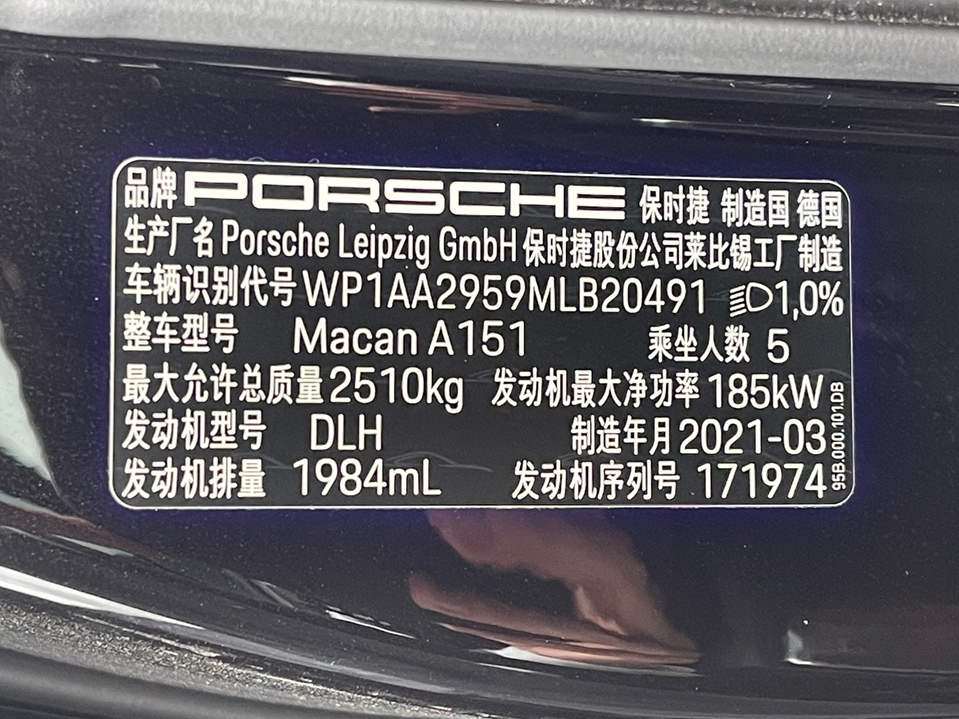 品牌 PORSCHE 保时捷 制造国 德国
生产厂名 Porsche Leipzig GmbH 保时捷股份公司莱比锡工厂制造
车辆识别代号 WP1AA2959MLB20491 1,0%
整车型号 Macan A151 乘坐人数 5
最大允许总质量 2510kg 发动机最大净功率 185kW
发动机型号 DLH 制造年月 2021-03
发动机排量 1984mL 发动机序列号 171974
95B.000.101.DB